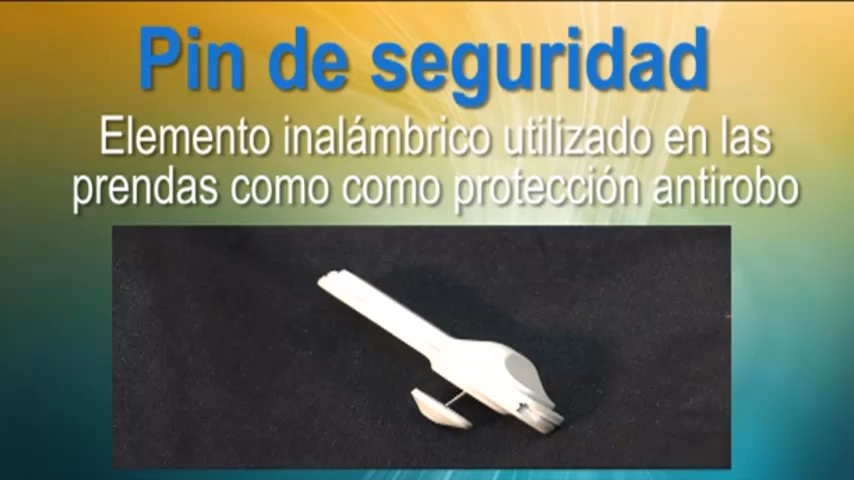 Pin de seguridad
Elemento inalámbrico utilizado en las
prendas como como protección antirobo